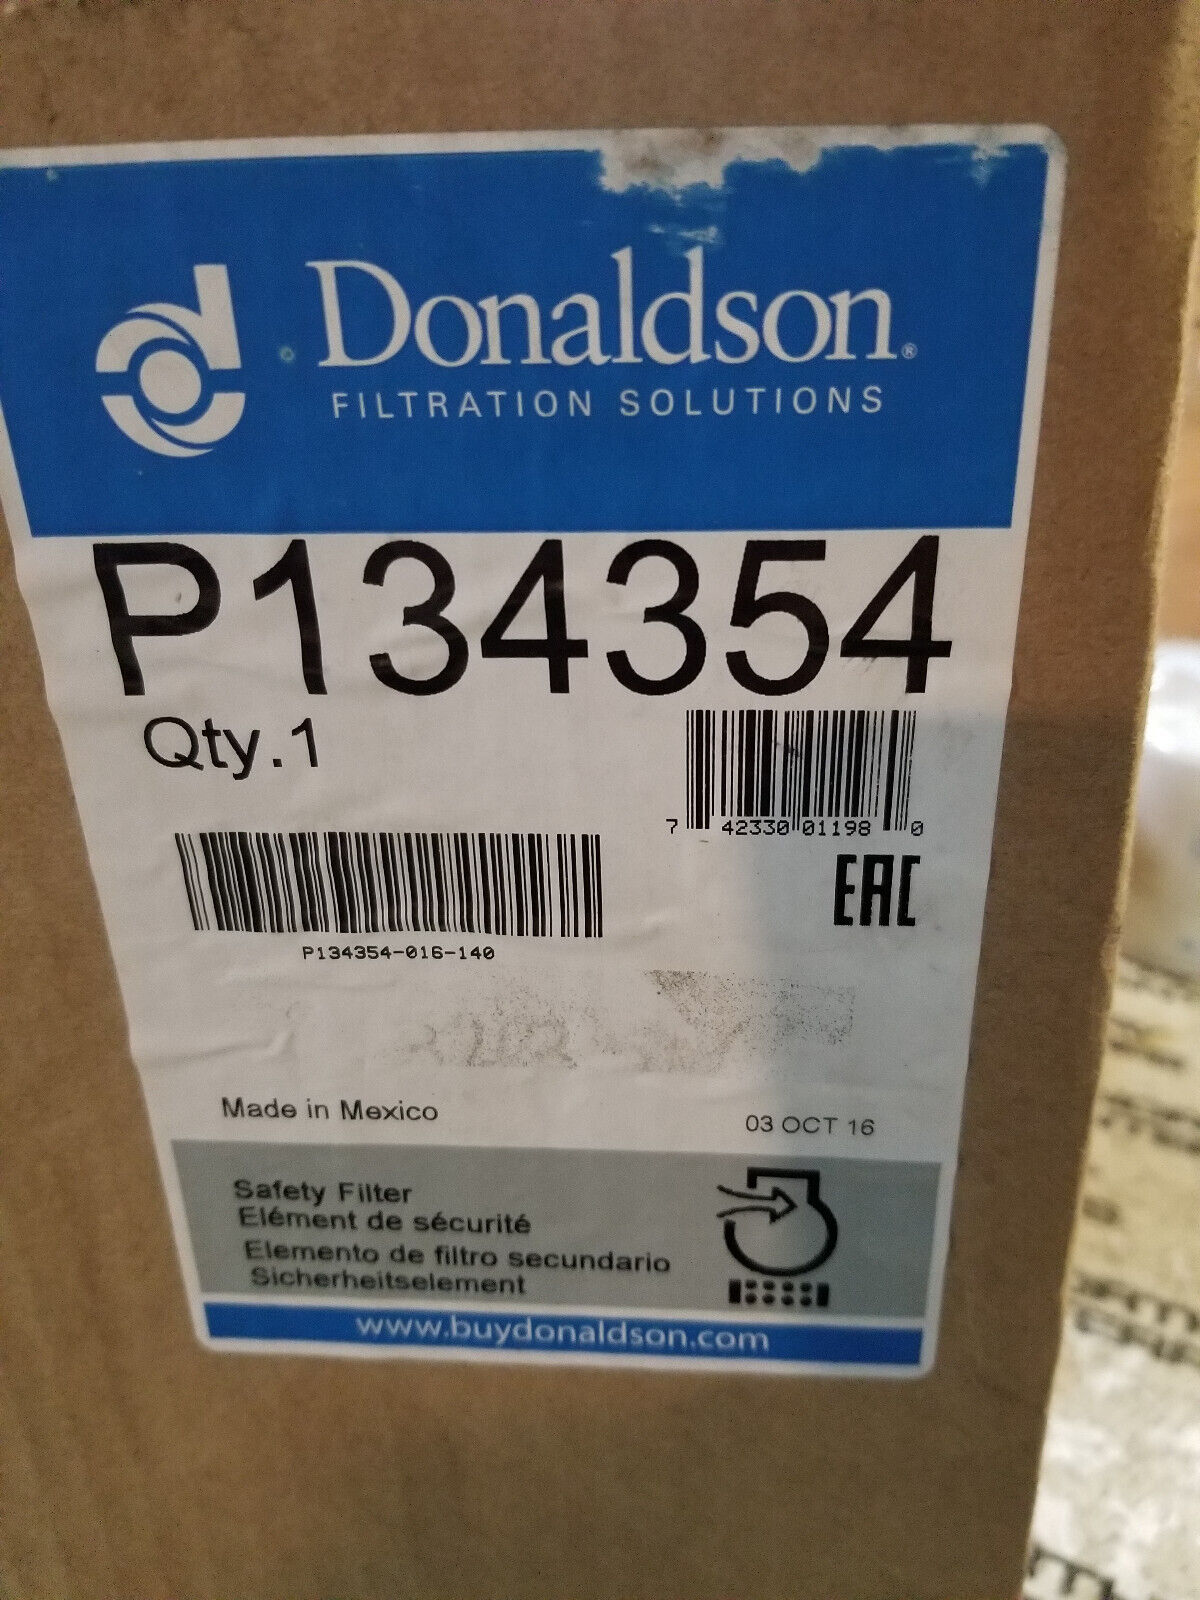 Donaldson®
FILTRATION SOLUTIONS
P134354
Qty.1
7 42330 01198 0
EAC
P134354-016-140
Made in Mexico
03 OCT 16
Safety Filter
Elément de sécurité
Elemento de filtro secundario
Sicherheitselement
www.buydonaldson.com